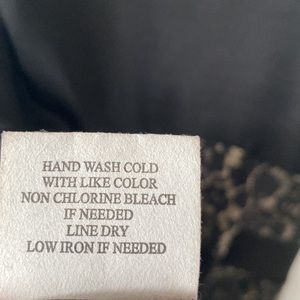 HAND WASH COLD
WITH LIKE COLOR
NON CHLORINE BLEACH
IF NEEDED
LINE DRY
LOW IRON IF NEEDED